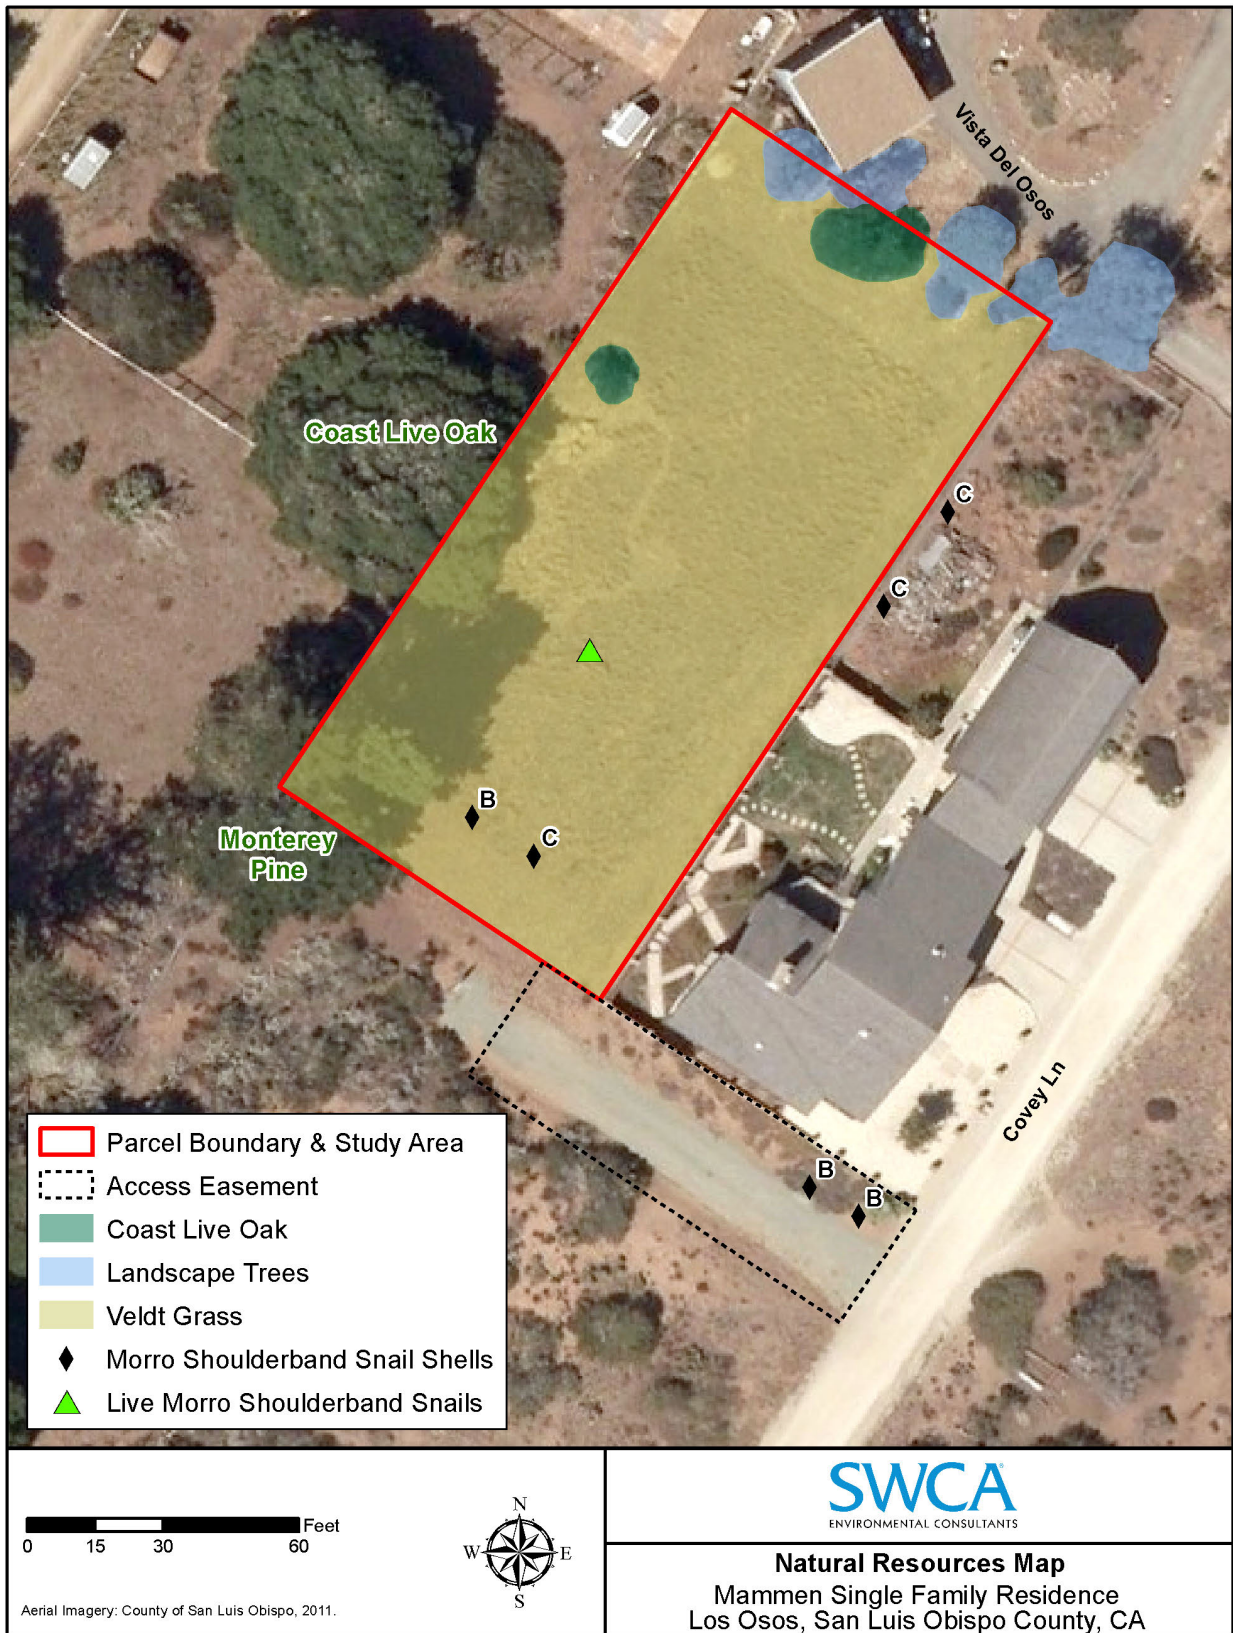 Vista Del Osos
Coast Live Oak
C
C
B
C
Monterey
Pine
Covey Ln
B
B
Parcel Boundary & Study Area
Access Easement
Coast Live Oak
Landscape Trees
Veldt Grass
Morro Shoulderband Snail Shells
Live Morro Shoulderband Snails
Feet
0 15 30 60
N
W E
S
Aerial Imagery: County of San Luis Obispo, 2011.
SWCA
ENVIRONMENTAL CONSULTANTS
Natural Resources Map
Mammen Single Family Residence
Los Osos, San Luis Obispo County, CA